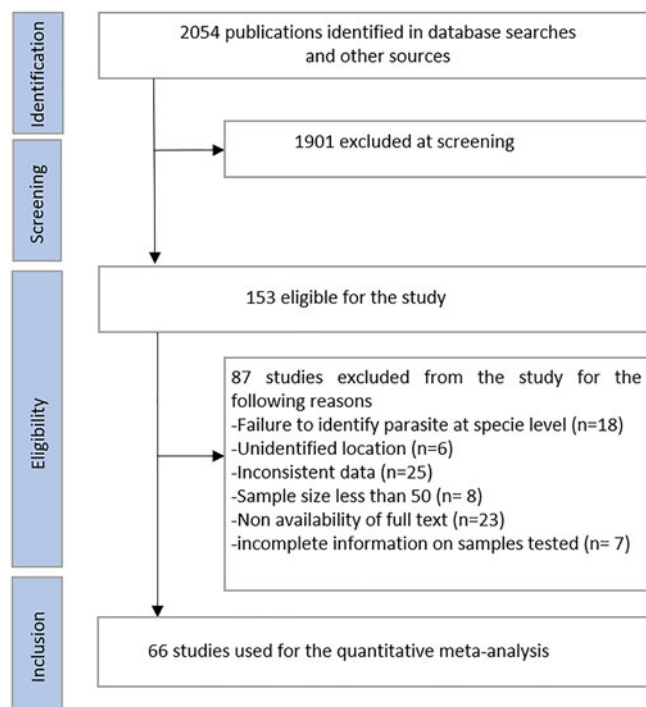 Identification
2054 publications identified in database searches
and other sources
1901 excluded at screening
Screening
153 eligible for the study
Eligibility
87 studies excluded from the study for the
following reasons
-Failure to identify parasite at specie level (n=18)
-Unidentified location (n=6)
-Inconsistent data (n=25)
-Sample size less than 50 (n= 8)
-Non availability of full text (n=23)
-incomplete information on samples tested (n= 7)
Inclusion
66 studies used for the quantitative meta-analysis